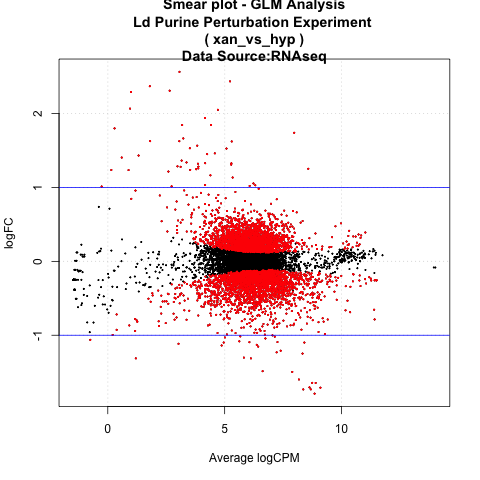 Smear plot - GLM Analysis
Ld Purine Perturbation Experiment
( xan_vs_hyp )
Data Source:RNAseq
2
1
0
-1
logFC
0 5 10
Average logCPM